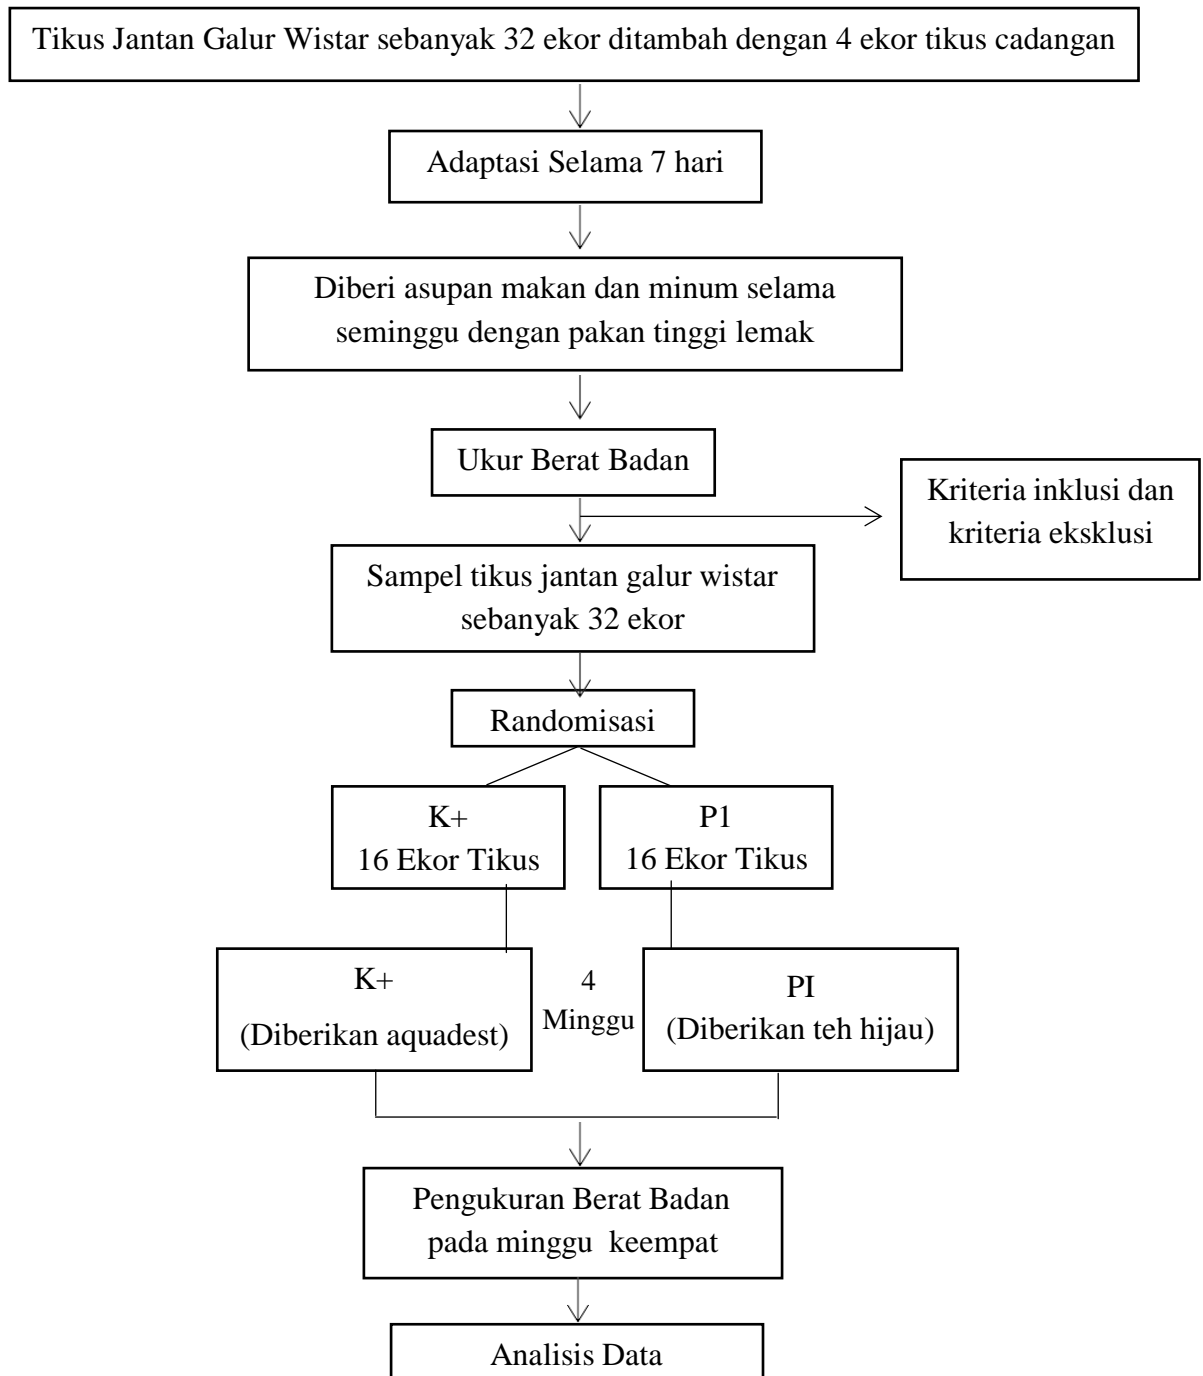 Tikus Jantan Galur Wistar sebanyak 32 ekor ditambah dengan 4 ekor tikus cadangan
Adaptasi Selama 7 hari
Diberi asupan makan dan minum selama
seminggu dengan pakan tinggi lemak
Ukur Berat Badan
Kriteria inklusi dan
kriteria eksklusi
Sampel tikus jantan galur wistar
sebanyak 32 ekor
Randomisasi
K+
16 Ekor Tikus
P1
16 Ekor Tikus
K+
(Diberikan aquadest)
4
Minggu
PI
(Diberikan teh hijau)
Pengukuran Berat Badan
pada minggu keempat
Analisis Data